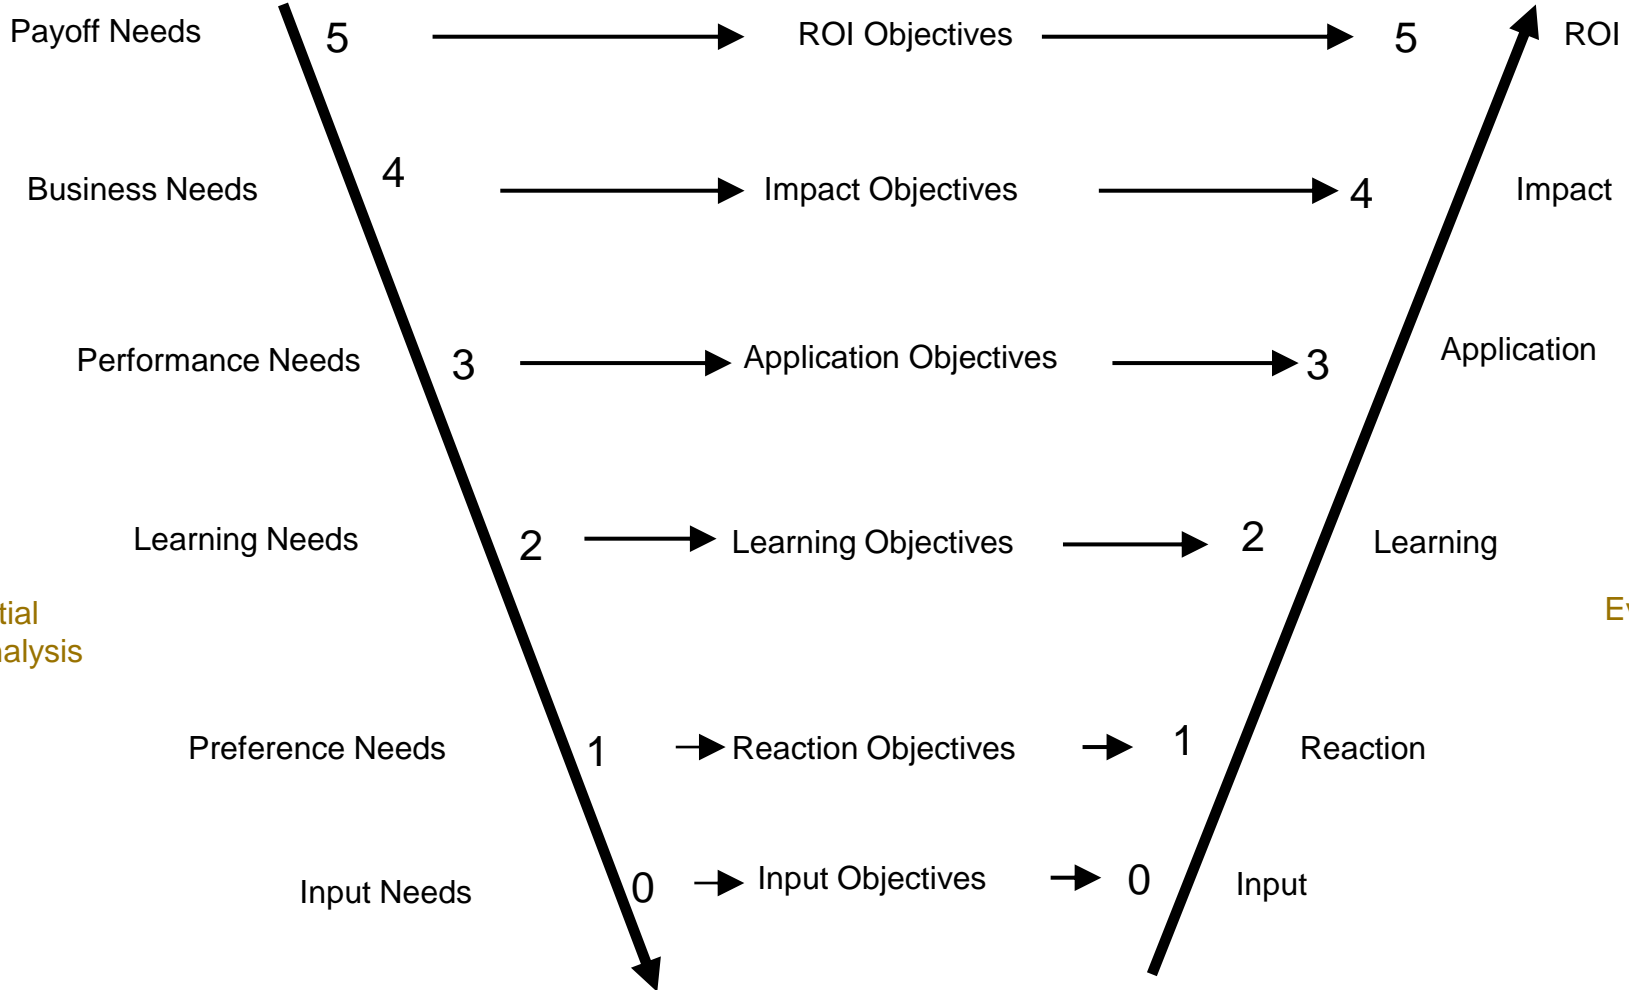 Payoff Needs 5 ROI Objectives 5 ROI
Business Needs 4 Impact Objectives 4 Impact
Performance Needs 3 Application Objectives 3 Application
Learning Needs 2 Learning Objectives 2 Learning
tial
nalysis
Ev
Preference Needs 1 Reaction Objectives 1 Reaction
Input Needs 0 Input Objectives 0 Input